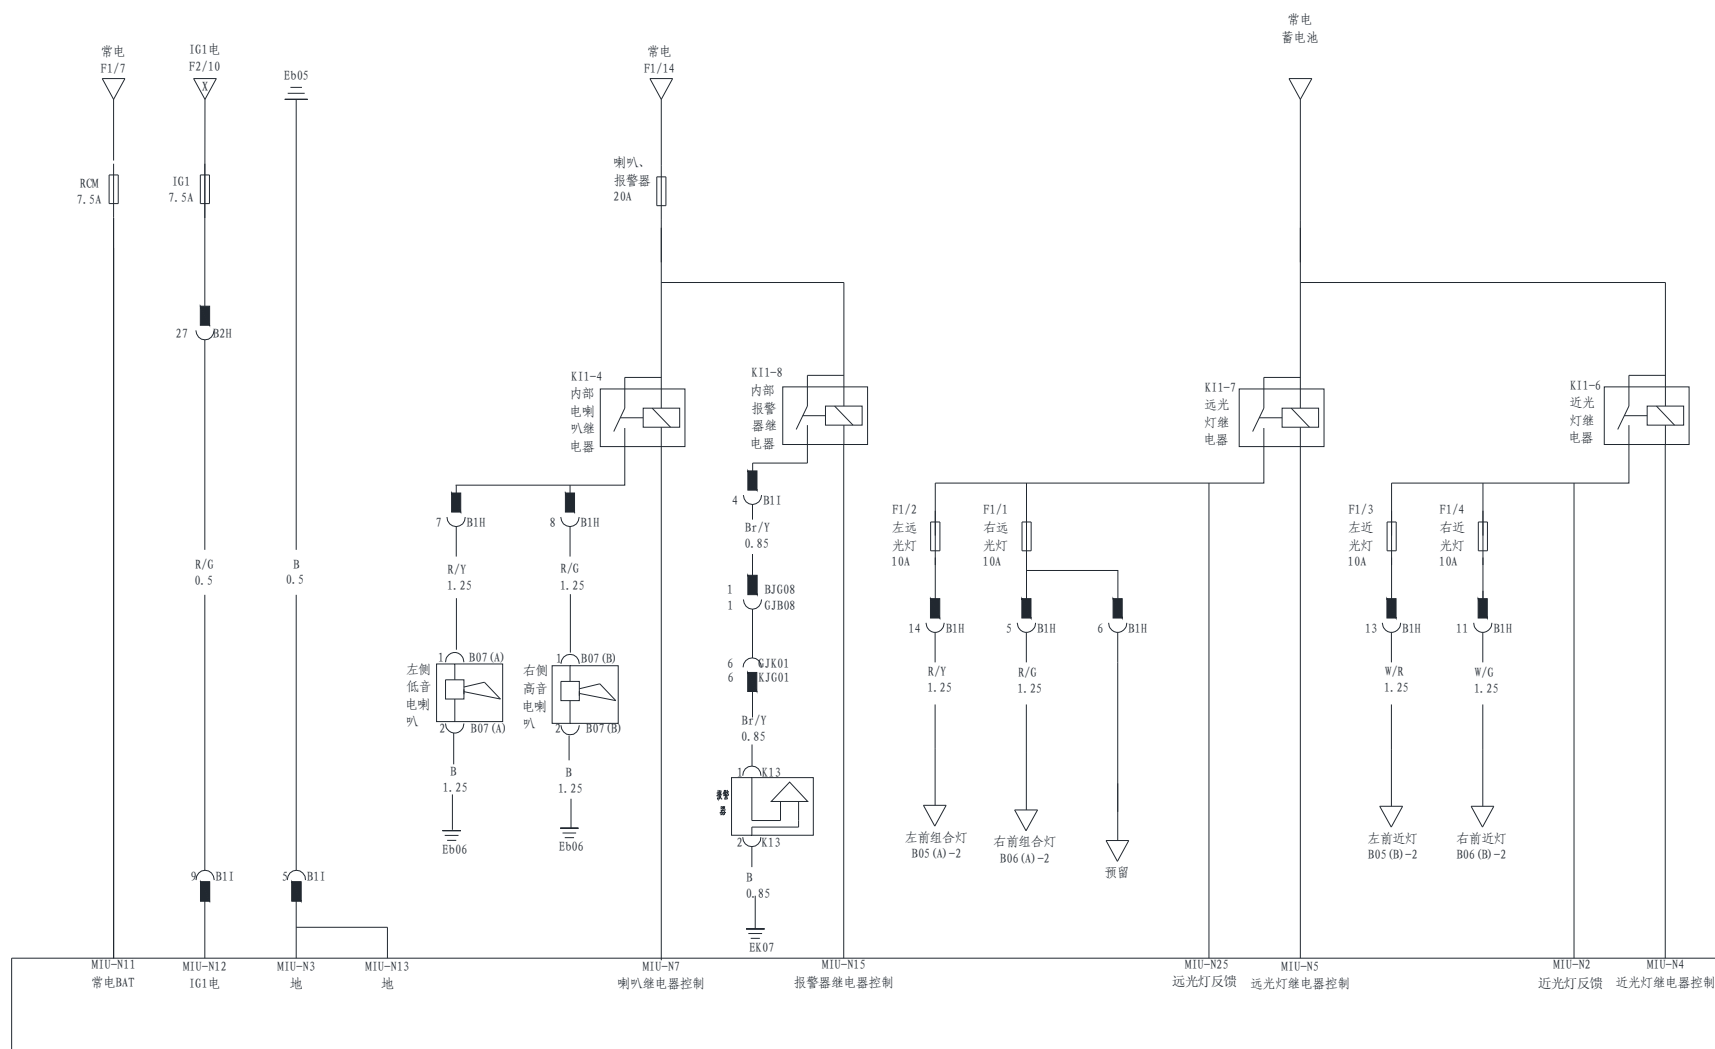 常电
蓄电池
常电
F1/7
IG1电
F2/10
X
Eb05
常电
F1/14
喇叭、
报警器
20A
RCM
7.5A
IG1
7.5A
27
B2H
KI1-4
内部
电喇
叭继
电器
KI1-8
内部
报警
器继
电器
KI1-7
远光
灯继
电器
KI1-6
近光
灯继
电器
7
B1H
8
B1H
4
B1I
Br/Y
0.85
F1/2
左远
光灯
10A
F1/1
右远
光灯
10A
F1/3
左近
光灯
10A
F1/4
右近
光灯
10A
R/G
0.5
B
0.5
R/Y
1.25
R/G
1.25
1
BJG08
1
GJB08
14
B1H
5
B1H
6
B1H
13
B1H
11
B1H
左侧
低音
电喇
叭
1
B07(A)
2
B07(A)
右侧
高音
电喇
叭
1
B07(B)
2
B07(B)
6
GJK01
6
KJG01
R/Y
1.25
R/G
1.25
W/R
1.25
W/G
1.25
Br/Y
0.85
B
1.25
B
1.25
1
K13
报警
器
2
K13
Eb06
Eb06
左前组合灯
B05(A)-2
右前组合灯
B06(A)-2
预留
左前近灯
B05(B)-2
右前近灯
B06(B)-2
9
B1I
5
B1I
B
0.85
EK07
MIU-N11
常电BAT
MIU-N12
IG1电
MIU-N3
地
MIU-N13
地
MIU-N7
喇叭继电器控制
MIU-N15
报警器继电器控制
MIU-N25
远光灯反馈
MIU-N5
远光灯继电器控制
MIU-N2
近光灯反馈
MIU-N4
近光灯继电器控制